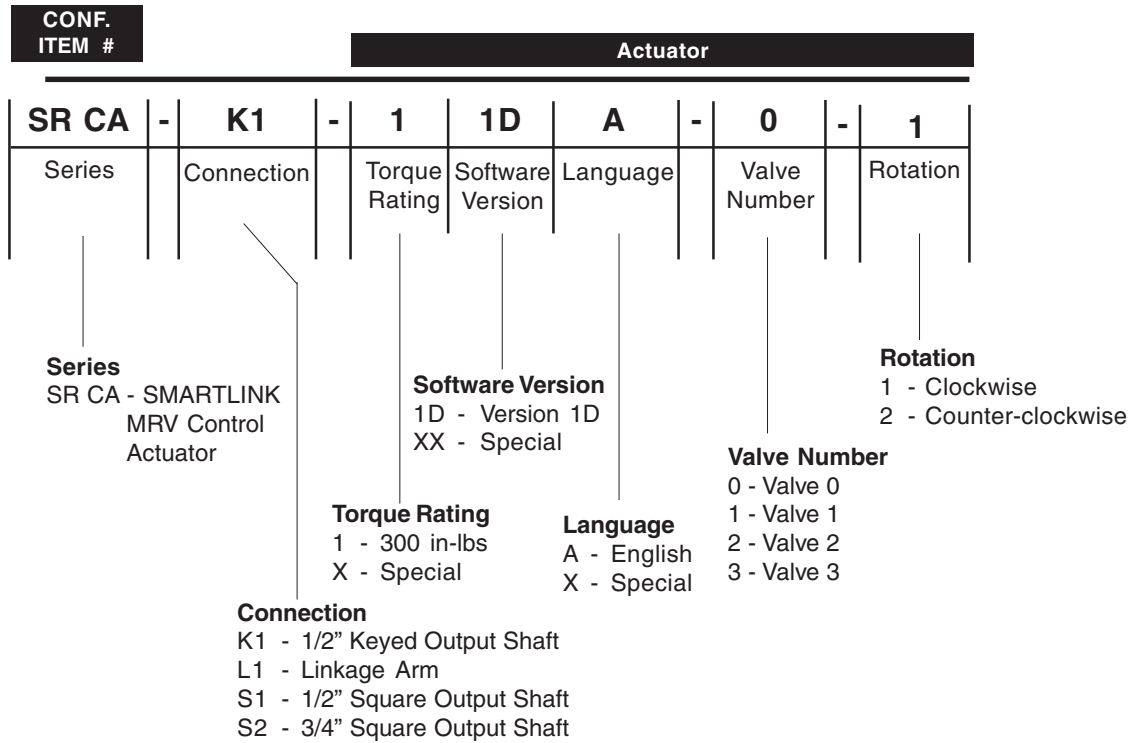 CONF.
ITEM #
Actuator
SR CA - K1 - 1 1D A - 0 - 1
Series Connection Torque Rating Software Version Language Valve Number Rotation
Series
SR CA - SMARTLINK
MRV Control
Actuator
Software Version
1D - Version 1D
XX - Special
Rotation
1 - Clockwise
2 - Counter-clockwise
Valve Number
0 - Valve 0
1 - Valve 1
2 - Valve 2
3 - Valve 3
Torque Rating
1 - 300 in-lbs
X - Special
Language
A - English
X - Special
Connection
K1 - 1/2” Keyed Output Shaft
L1 - Linkage Arm
S1 - 1/2” Square Output Shaft
S2 - 3/4” Square Output Shaft